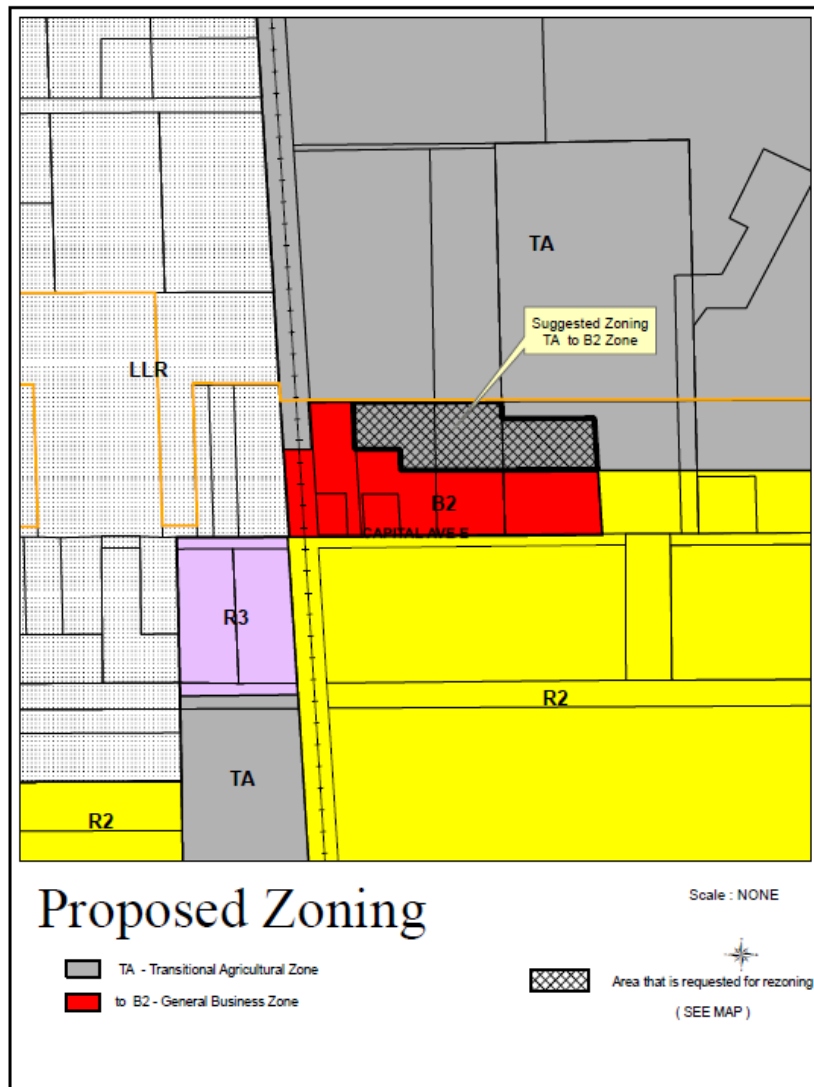 TA
Suggested Zoning
TA to B2 Zone
LLR
B2
CAPITAL AVE E
R3
R2
TA
R2
Proposed Zoning
Scale : NONE
TA - Transitional Agricultural Zone
to B2 - General Business Zone
Area that is requested for rezoning
( SEE MAP )